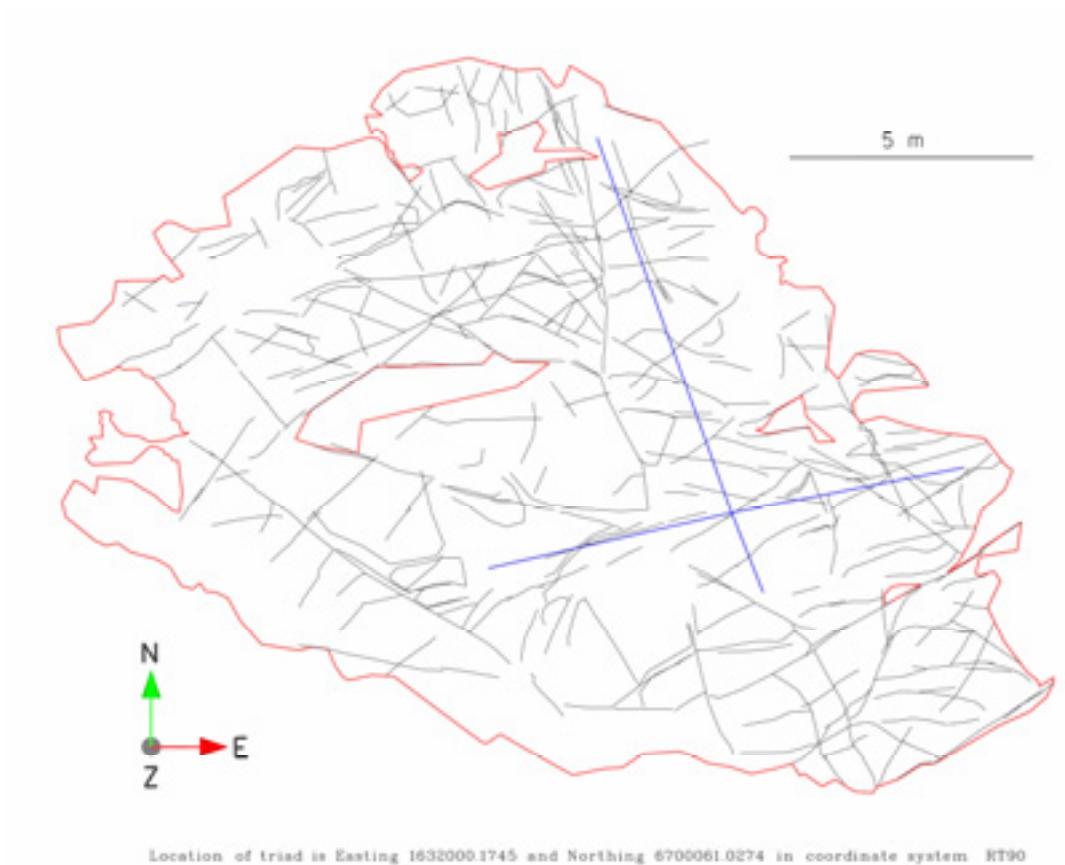 5 m
N
E
Z
Location of triad is Easting 1632000.1745 and Northing 6700061.0274 in coordinate system RT90